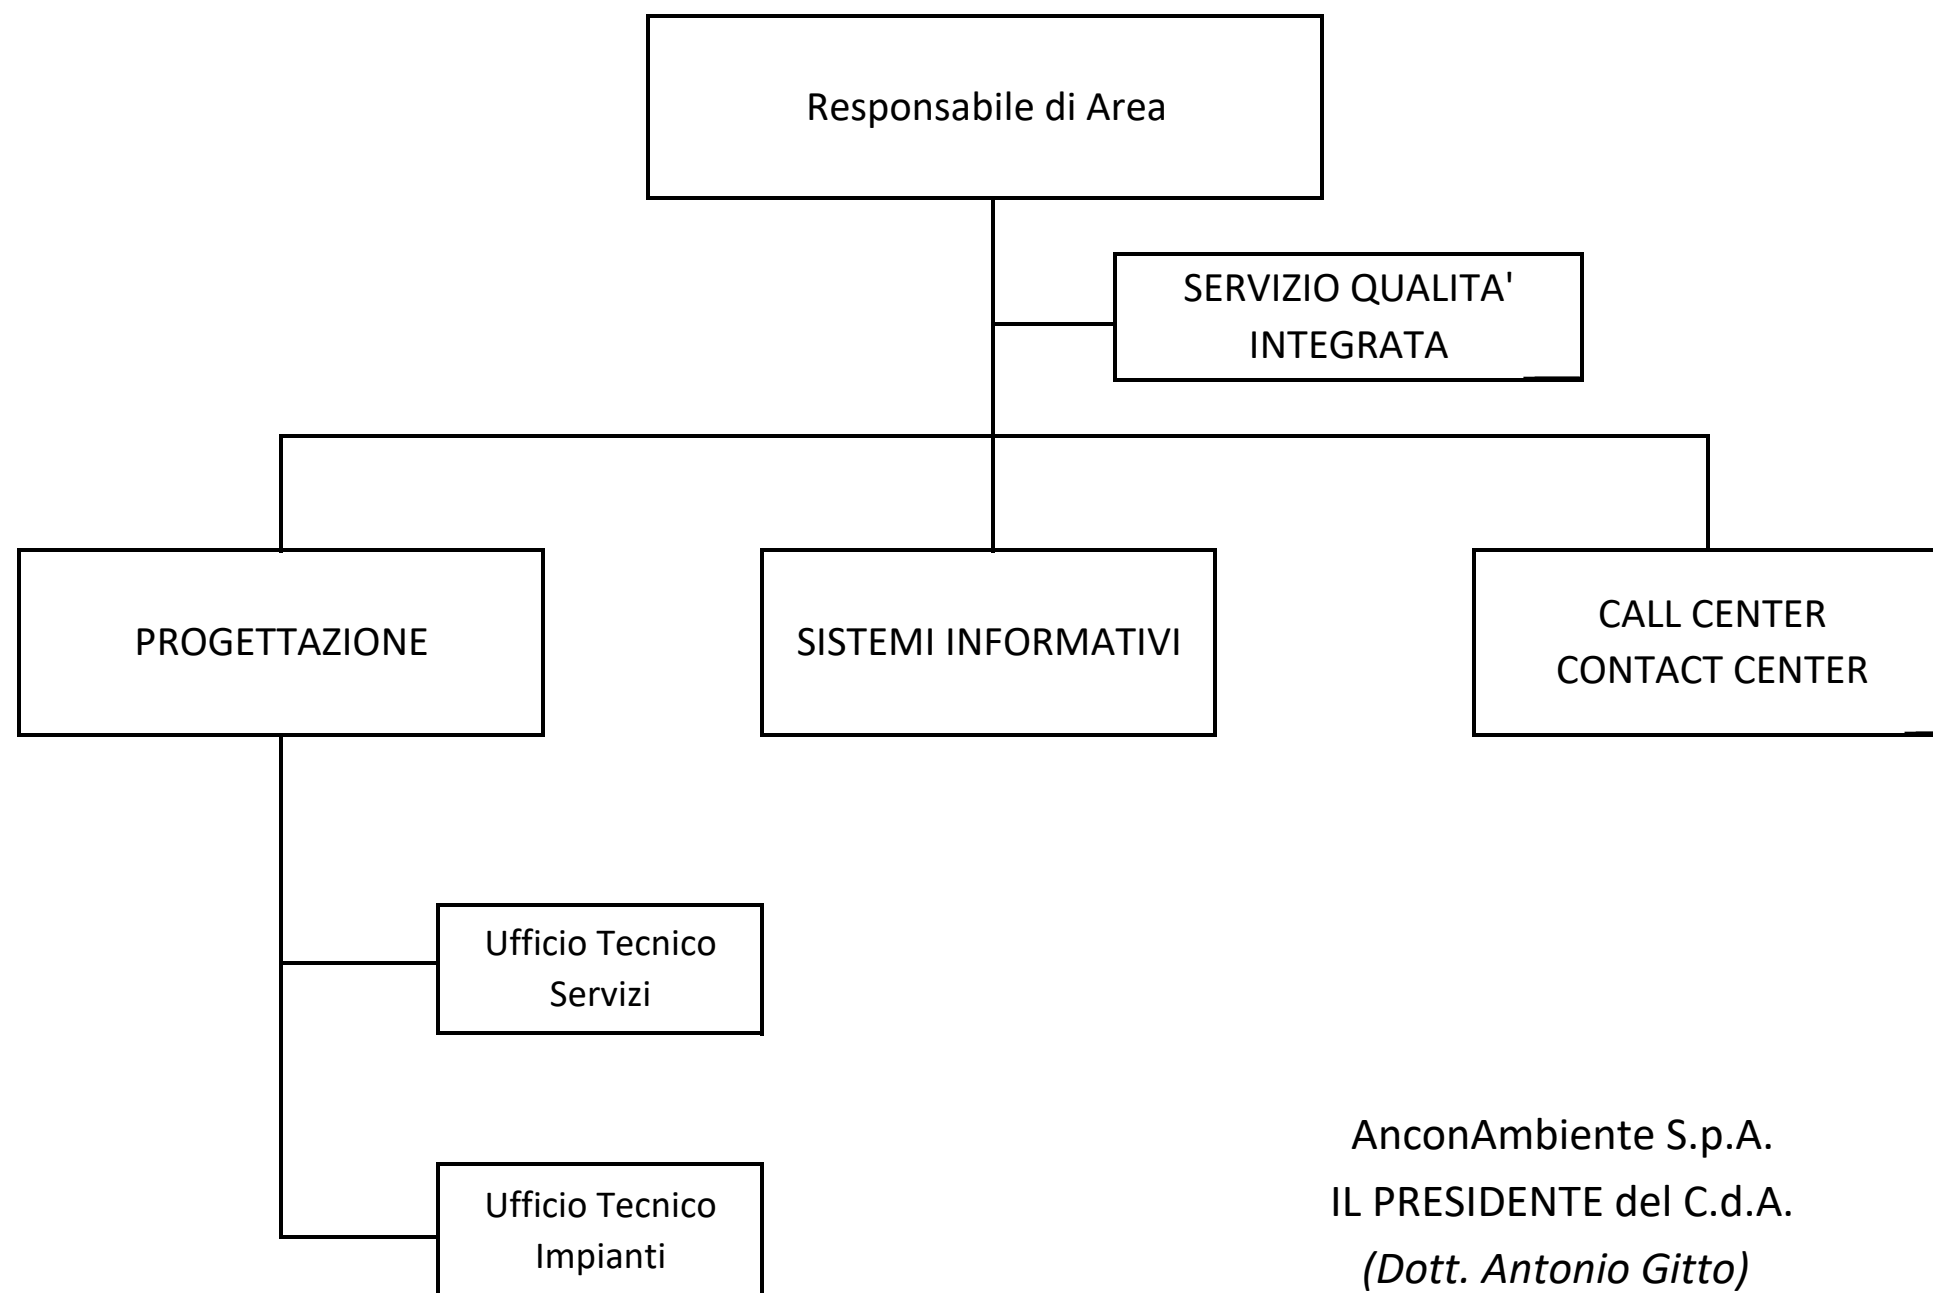 Responsabile di Area
SERVIZIO QUALITA'
INTEGRATA
PROGETTAZIONE
SISTEMI INFORMATIVI
CALL CENTER
CONTACT CENTER
Ufficio Tecnico
Servizi
Ufficio Tecnico
Impianti
AnconAmbiente S.p.A.
IL PRESIDENTE del C.d.A.
(Dott. Antonio Gitto)